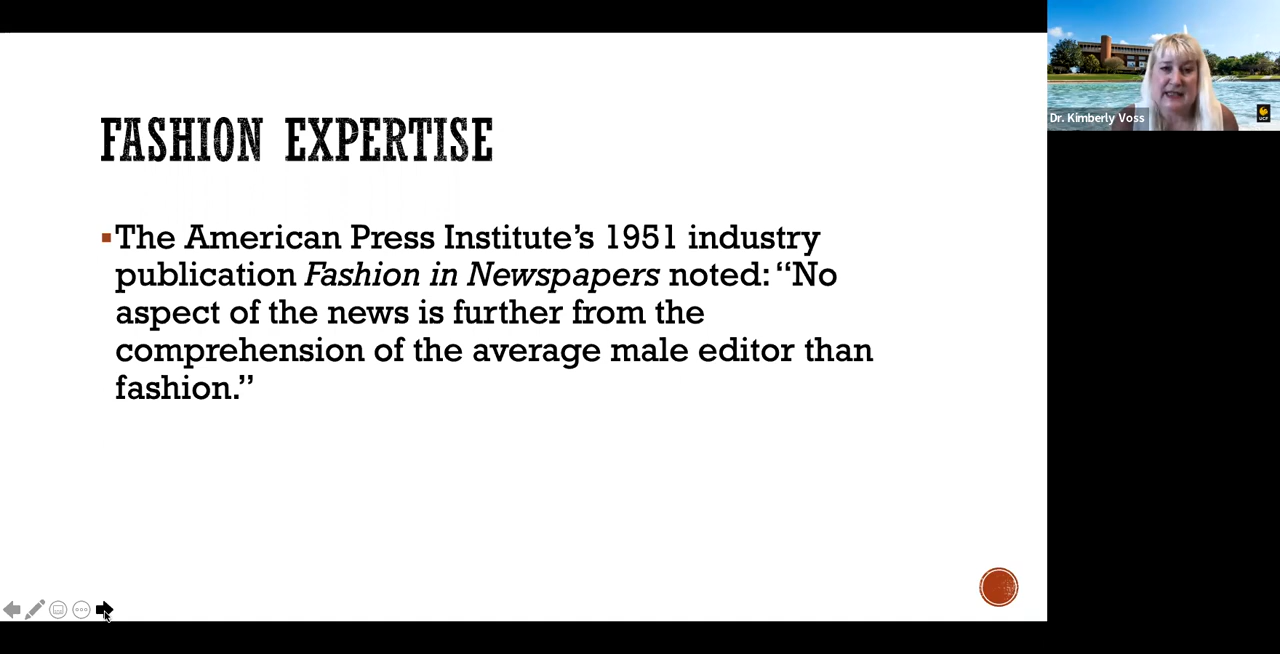 FASHION EXPERTISE
▪The American Press Institute’s 1951 industry
publication Fashion in Newspapers noted: “No
aspect of the news is further from the
comprehension of the average male editor than
fashion.”
Dr. Kimberly Voss
UCF